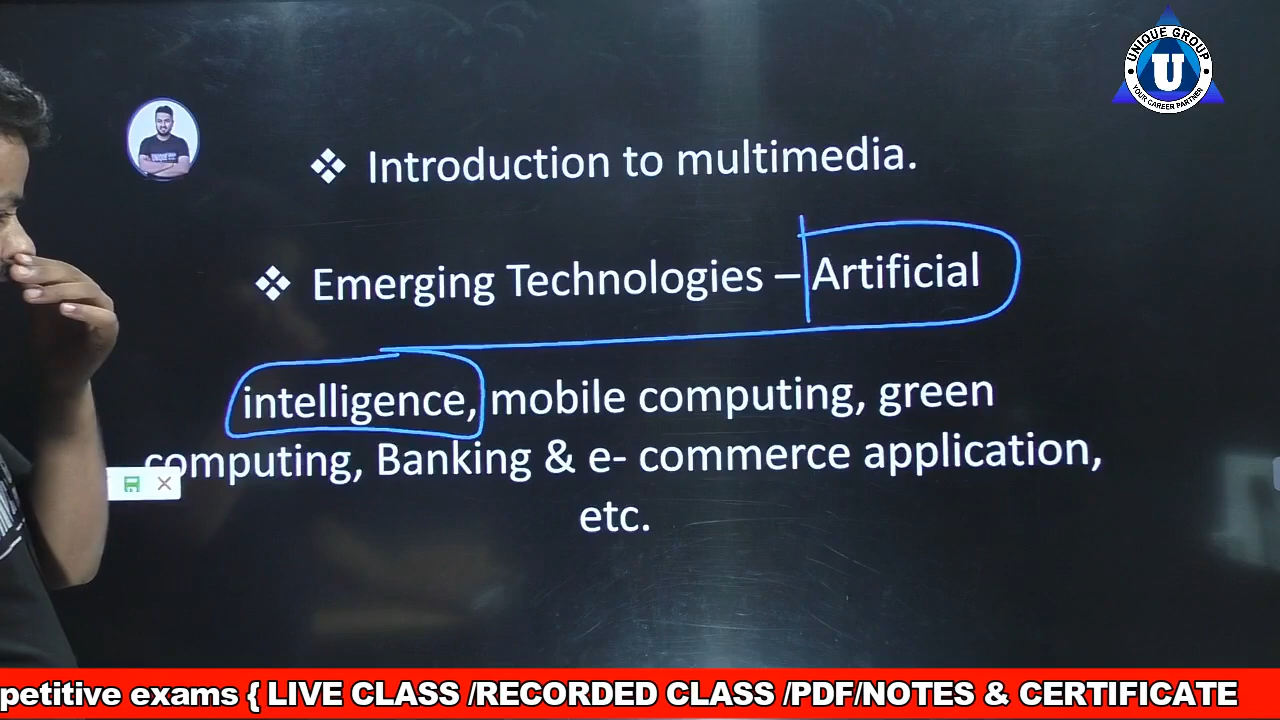 UNIQUE GROUP
U
YOUR CAREER PARTNER
UNIQUE
❖ Introduction to multimedia.
❖ Emerging Technologies – Artificial
intelligence, mobile computing, green
computing, Banking & e- commerce application,
etc.
petitive exams { LIVE CLASS /RECORDED CLASS /PDF/NOTES & CERTIFICATE